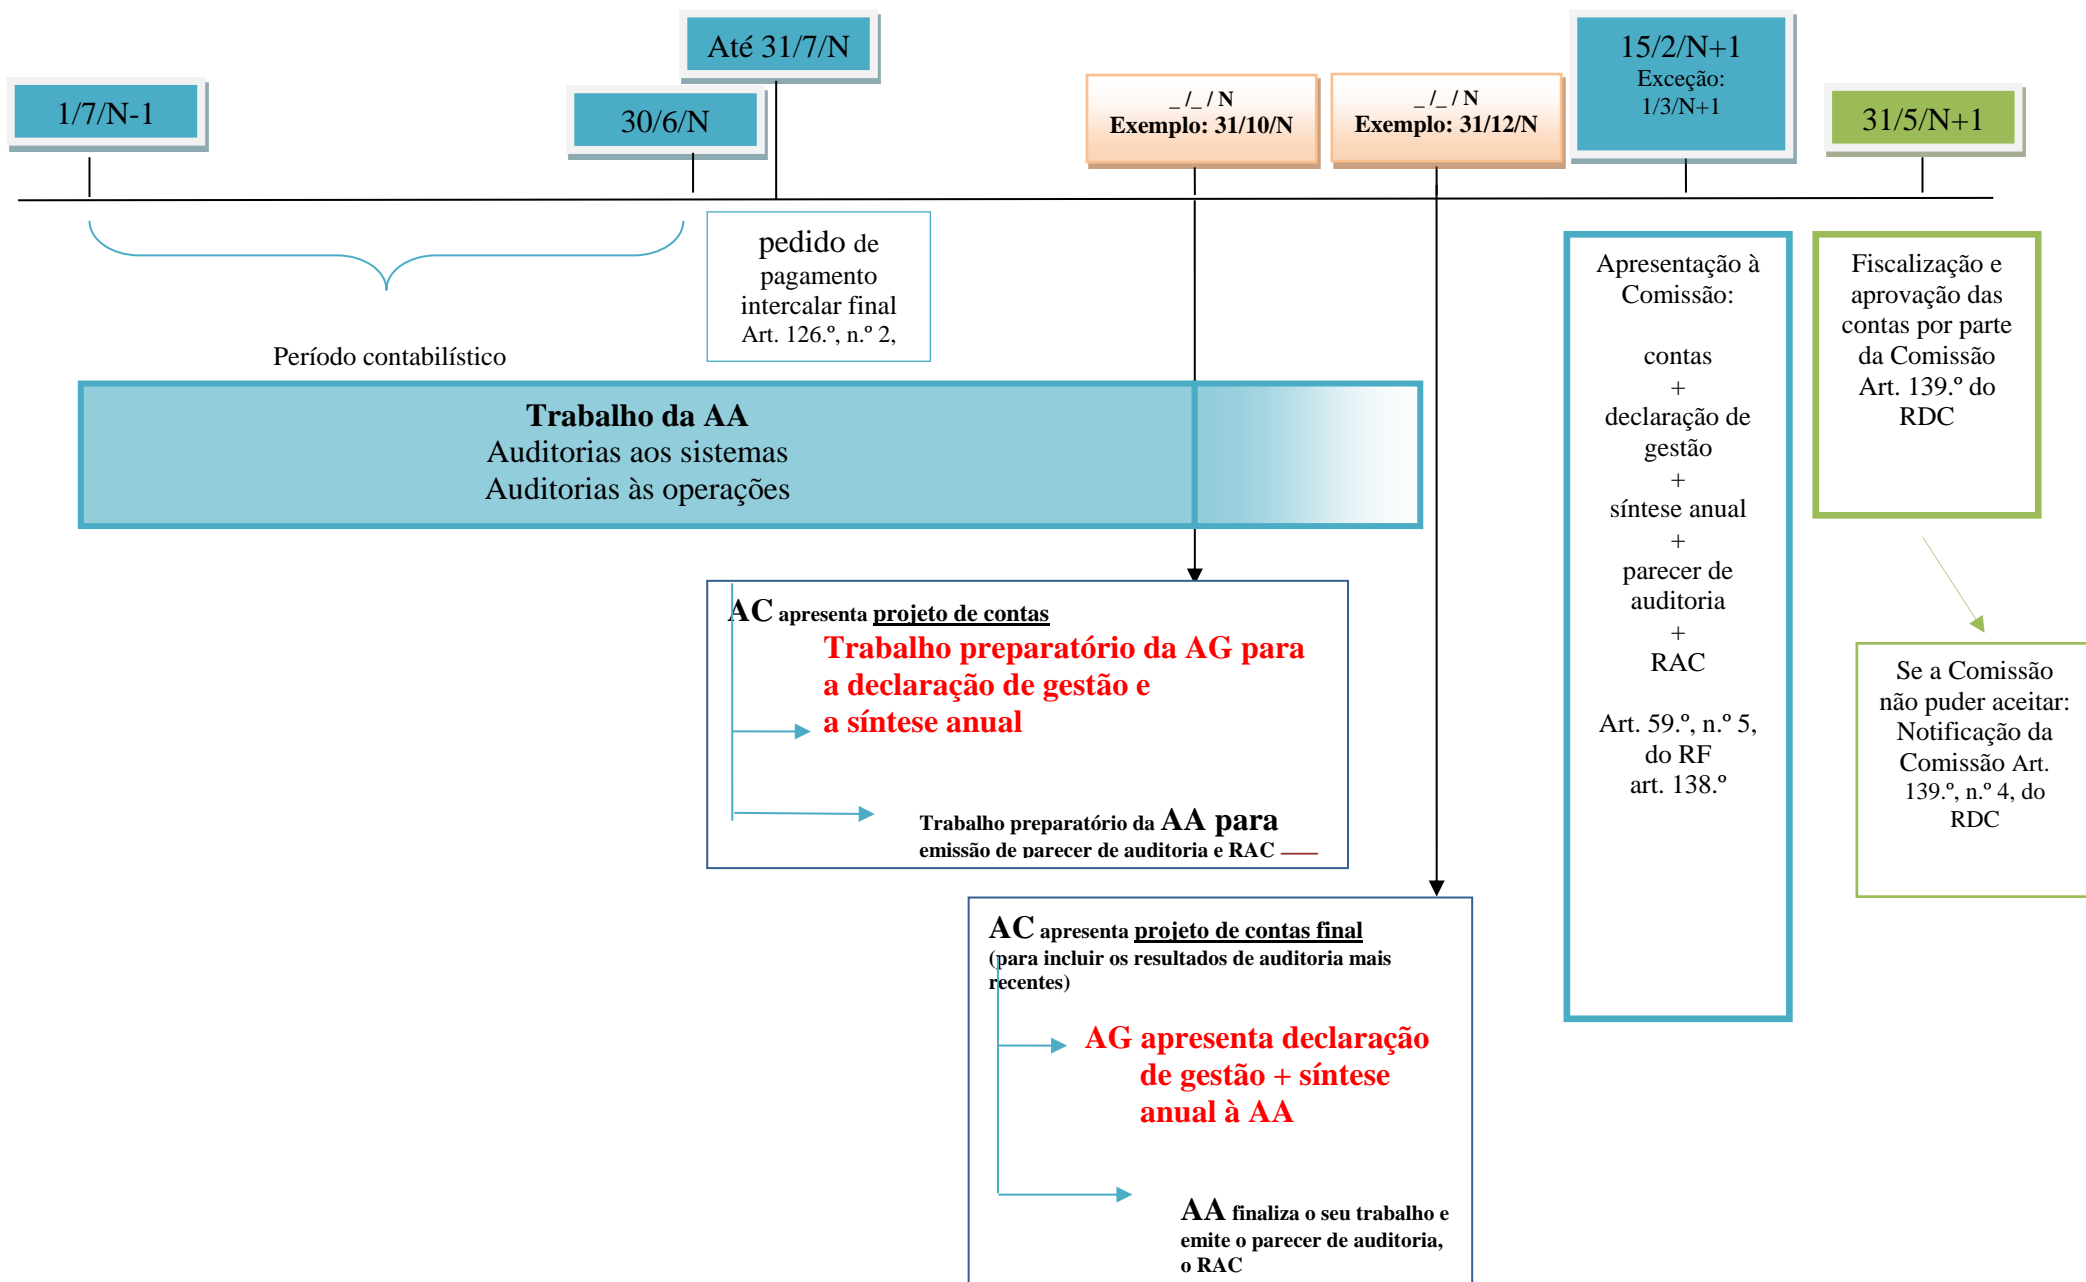 1/7/N-1
30/6/N
Até 31/7/N
_ /_ / N
Exemplo: 31/10/N
_ /_ / N
Exemplo: 31/12/N
15/2/N+1
Exceção:
1/3/N+1
31/5/N+1
Período contabilístico
pedido de
pagamento
intercalar final
Art. 126.º, n.º 2,
Trabalho da AA
Auditorias aos sistemas
Auditorias às operações
AC apresenta projeto de contas
Trabalho preparatório da AG para
a declaração de gestão e
a síntese anual
Trabalho preparatório da AA para
emissão de parecer de auditoria e RAC
AC apresenta projeto de contas final
(para incluir os resultados de auditoria mais
recentes)
AG apresenta declaração
de gestão + síntese
anual à AA
AA finaliza o seu trabalho e
emite o parecer de auditoria,
o RAC
Apresentação à
Comissão:
contas
+
declaração de
gestão
+
síntese anual
+
parecer de
auditoria
+
RAC
Art. 59.º, n.º 5,
do RF
art. 138.º
Fiscalização e
aprovação das
contas por parte
da Comissão
Art. 139.º do
RDC
Se a Comissão
não puder aceitar:
Notificação da
Comissão Art.
139.º, n.º 4, do
RDC